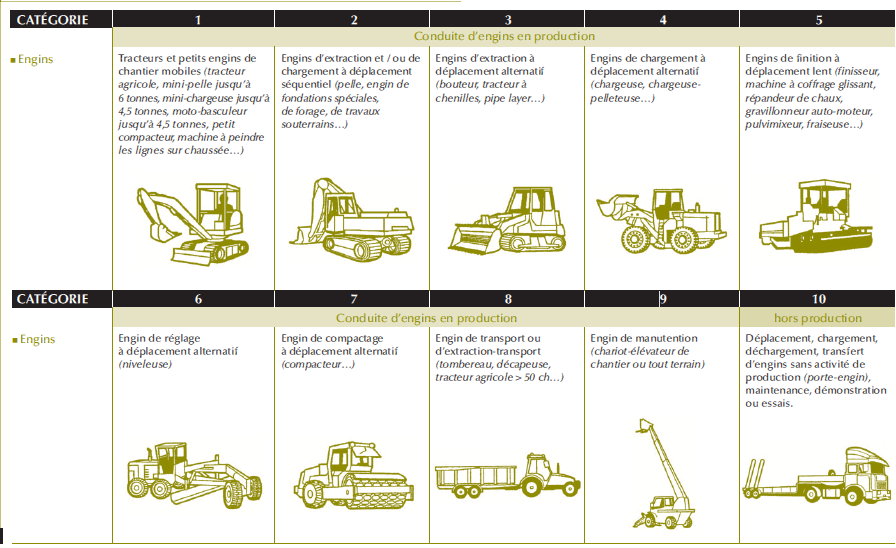 CATÉGORIE 1 2 3 4 5
Conduite d'engins en production
■ Engins
Tracteurs et petits engins de
chantier mobiles (tracteur
agricole, mini-pelle jusqu'à
6 tonnes, mini-chargeuse jusqu'à
4,5 tonnes, moto-basculeur
jusqu'à 4,5 tonnes, petit
compacteur, machine à peindre
les lignes sur chaussée…)
Engins d'extraction et / ou de
chargement à déplacement
séquentiel (pelle, engin de
fondations spéciales,
de forage, de travaux
souterrains…)
Engins d'extraction à
déplacement alternatif
(bouteur, tracteur à
chenilles, pipe layer…)
Engins de chargement à
déplacement alternatif
(chargeuse, chargeuse-
pelleteuse…)
Engins de finition à
déplacement lent (finisseur,
machine à coffrage glissant,
répandeur de chaux,
gravillonneur auto-moteur,
pulvimixeur, fraiseuse…)
CATÉGORIE 6 7 8 9 10
Conduite d'engins en production
hors production
■ Engins
Engin de réglage
à déplacement alternatif
(niveleuse)
Engin de compactage
à déplacement alternatif
(compacteur…)
Engin de transport ou
d'extraction-transport
(tombereau, décapeuse,
tracteur agricole > 50 ch…)
Engin de manutention
(chariot-élévateur de
chantier ou tout terrain)
Déplacement, chargement,
déchargement, transfert
d'engins sans activité de
production (porte-engin),
maintenance, démonstration
ou essais.